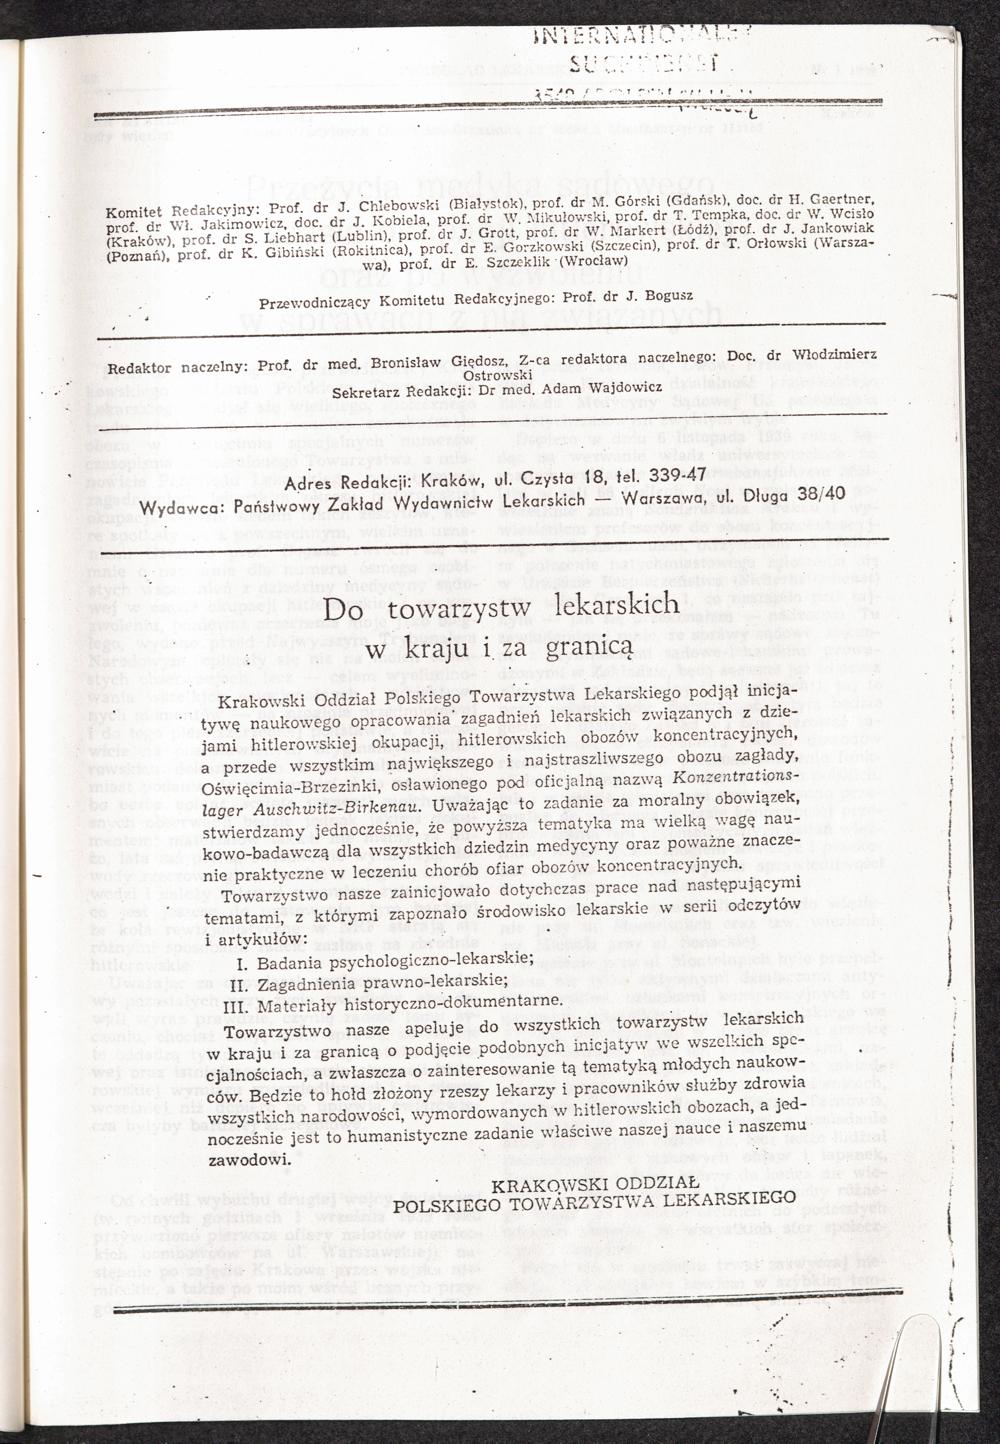 INTERNATIONALER
SUCHDIENST
Komitet Redakcyjny: Prof. dr J. Chlebowski (Białystok), prof. dr M. Górski (Gdańsk), doc. dr H. Gaertner,
prof. dr Wł. Jakimowicz, doc. dr J. Kobiela, prof. dr W. Mikułowski, prof. dr T. Tempka, doc. dr W. Wcisło
(Kraków), prof. dr S. Liebhart (Lublin), prof. dr J. Grott, prof. dr W. Markert (Łódź), prof. dr J. Jankowiak
(Poznań), prof. dr K. Gibiński (Rokitnica), prof. dr E. Gorzkowski (Szczecin), prof. dr T. Orłowski (Warsza-
wa), prof. dr E. Szczeklik (Wrocław)
Przewodniczący Komitetu Redakcyjnego: Prof. dr J. Bogusz
Redaktor naczelny: Prof. dr med. Bronisław Giędosz, Z-ca redaktora naczelnego: Doc. dr Włodzimierz
Ostrowski
Sekretarz Redakcji: Dr med. Adam Wajdowicz
Adres Redakcji: Kraków, ul. Czysta 18, tel. 339-47
Wydawca: Państwowy Zakład Wydawnictw Lekarskich — Warszawa, ul. Długa 38/40
Do towarzystw lekarskich
w kraju i za granicą
Krakowski Oddział Polskiego Towarzystwa Lekarskiego podjął inicja-
tywę naukowego opracowania zagadnień lekarskich związanych z dzie-
jami hitlerowskiej okupacji, hitlerowskich obozów koncentracyjnych,
a przede wszystkim największego i najstraszliwszego obozu zagłady,
Oświęcimia-Brzezinki, osławionego pod oficjalną nazwą Konzentrations-
lager Auschwitz-Birkenau. Uważając to zadanie za moralny obowiązek,
stwierdzamy jednocześnie, że powyższa tematyka ma wielką wagę nau-
kowo-badawczą dla wszystkich dziedzin medycyny oraz poważne znacze-
nie praktyczne w leczeniu chorób ofiar obozów koncentracyjnych.
Towarzystwo nasze zainicjowało dotychczas prace nad następującymi
tematami, z którymi zapoznało środowisko lekarskie w serii odczytów
i artykułów:
I. Badania psychologiczno-lekarskie;
II. Zagadnienia prawno-lekarskie;
III. Materiały historyczno-dokumentarne.
Towarzystwo nasze apeluje do wszystkich towarzystw lekarskich
w kraju i za granicą o podjęcie podobnych inicjatyw we wszelkich spe-
cjalnościach, a zwłaszcza o zainteresowanie tą tematyką młodych naukow-
ców. Będzie to hołd złożony rzeszy lekarzy i pracowników służby zdrowia
wszystkich narodowości, wymordowanych w hitlerowskich obozach, a jed-
nocześnie jest to humanistyczne zadanie właściwe naszej nauce i naszemu
zawodowi.
KRAKOWSKI ODDZIAŁ
POLSKIEGO TOWARZYSTWA LEKARSKIEGO